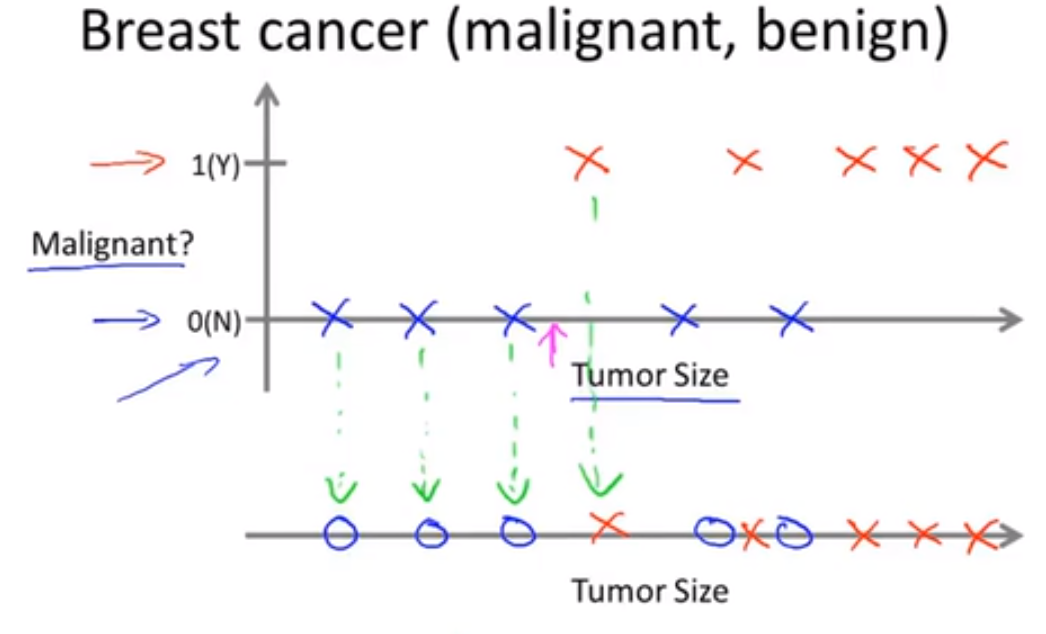 Breast cancer (malignant, benign)
1(Y)
Malignant?
0(N)
Tumor Size
Tumor Size